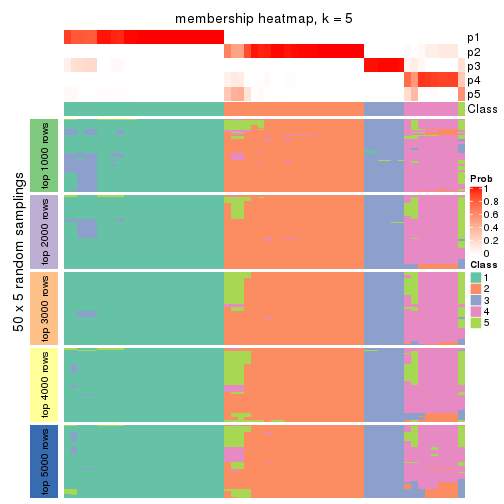 membership heatmap, k = 5
p1
p2
p3
p4
p5
Class
50 x 5 random samplings
top 1000 rows
top 2000 rows
top 3000 rows
top 4000 rows
top 5000 rows
Prob
1
0.8
0.6
0.4
0.2
0
Class
1
2
3
4
5